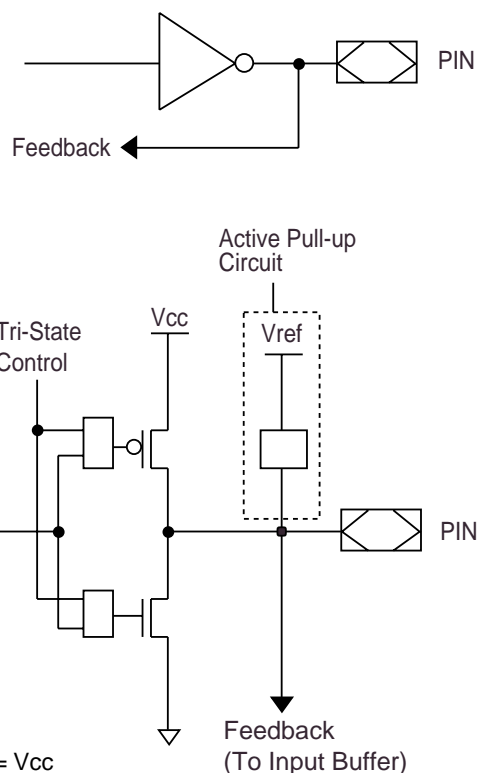 PIN
Feedback
Active Pull-up
Circuit
Tri-State
Control
Vcc
Vref
PIN
Feedback
(To Input Buffer)
= Vcc